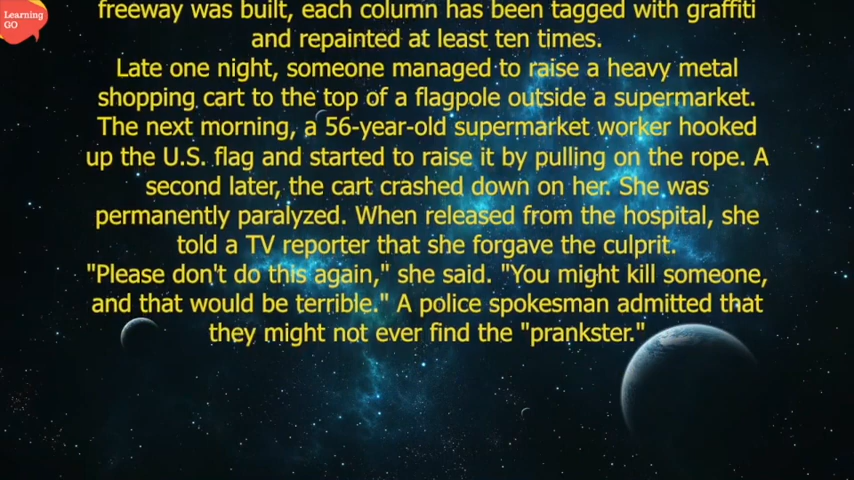 Learning
GO
freeway was built, each column has been tagged with graffiti
and repainted at least ten times.
Late one night, someone managed to raise a heavy metal
shopping cart to the top of a flagpole outside a supermarket.
The next morning, a 56-year-old supermarket worker hooked
up the U.S. flag and started to raise it by pulling on the rope. A
second later, the cart crashed down on her. She was
permanently paralyzed. When released from the hospital, she
told a TV reporter that she forgave the culprit.
"Please don't do this again," she said. "You might kill someone,
and that would be terrible." A police spokesman admitted that
they might not ever find the "prankster."